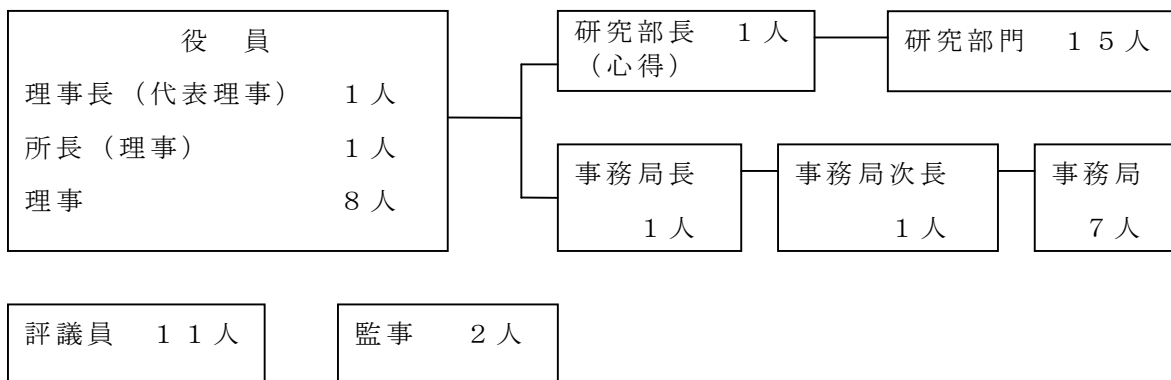 役　員
理事長（代表理事）　１人
所長（理事）　１人
理事　８人
研究部長　１人
（心得）
研究部門　１５人
事務局長
１人
事務局次長
１人
事務局
７人
評議員　１１人
監事　２人